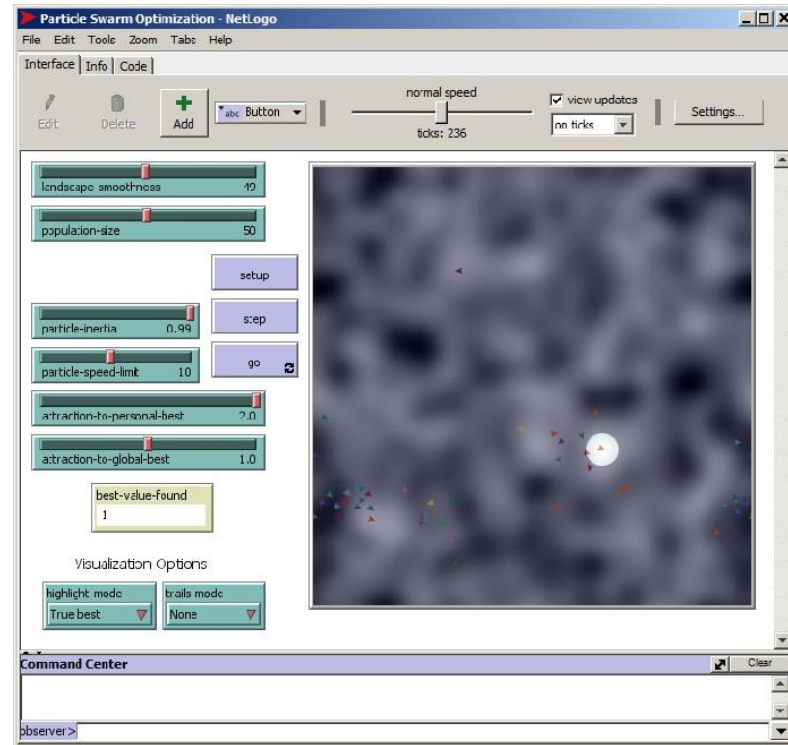 Particle Swarm Optimization - NetLogo
File Edit Tools Zoom Tabs Help
Interface Info Code
Edit Delete Add abc Button normal speed ticks: 236 view updates on ticks Settings...
landscape-smoothness 49
population-size 50
setup
step
particle-inertia 0.99
go
particle-speed-limit 10
attraction-to-personal-best 2.0
attraction-to-global-best 1.0
best-value-found
1
Visualization Options
highlight mode trails mode
True best None
Command Center Clear
observer>